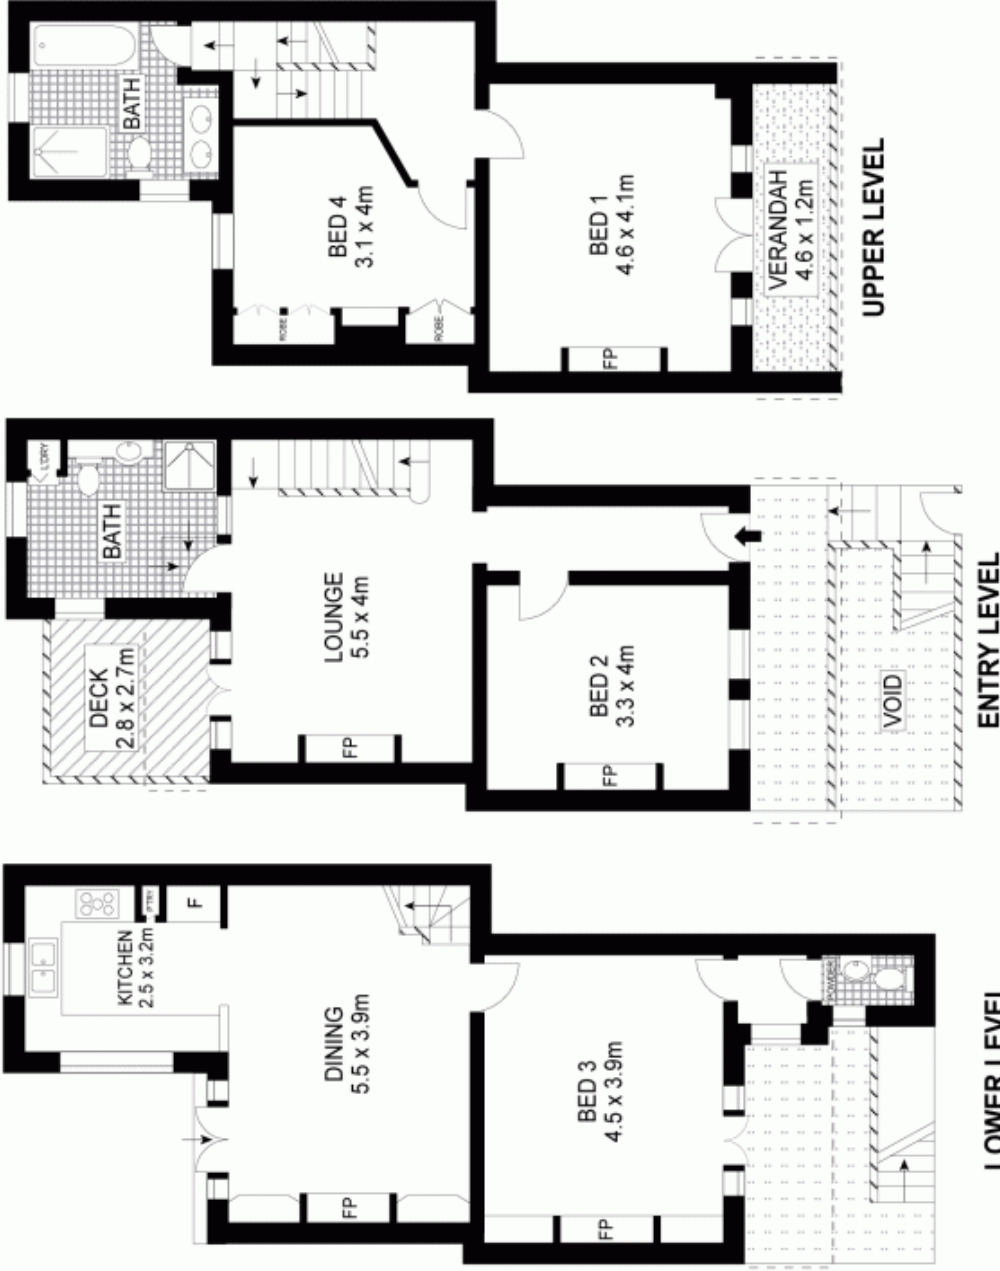 BATH
BED 4
3.1 x 4m
ROBE
ROBE
BED 1
4.6 x 4.1m
FP
VERANDAH
4.6 x 1.2m
UPPER LEVEL
L'DRY
BATH
DECK
2.8 x 2.7m
LOUNGE
5.5 x 4m
FP
BED 2
3.3 x 4m
FP
VOID
ENTRY LEVEL
P'TRY
F
KITCHEN
2.5 x 3.2m
DINING
5.5 x 3.9m
FP
BED 3
4.5 x 3.9m
FP
POWDER
LOWER LEVEL